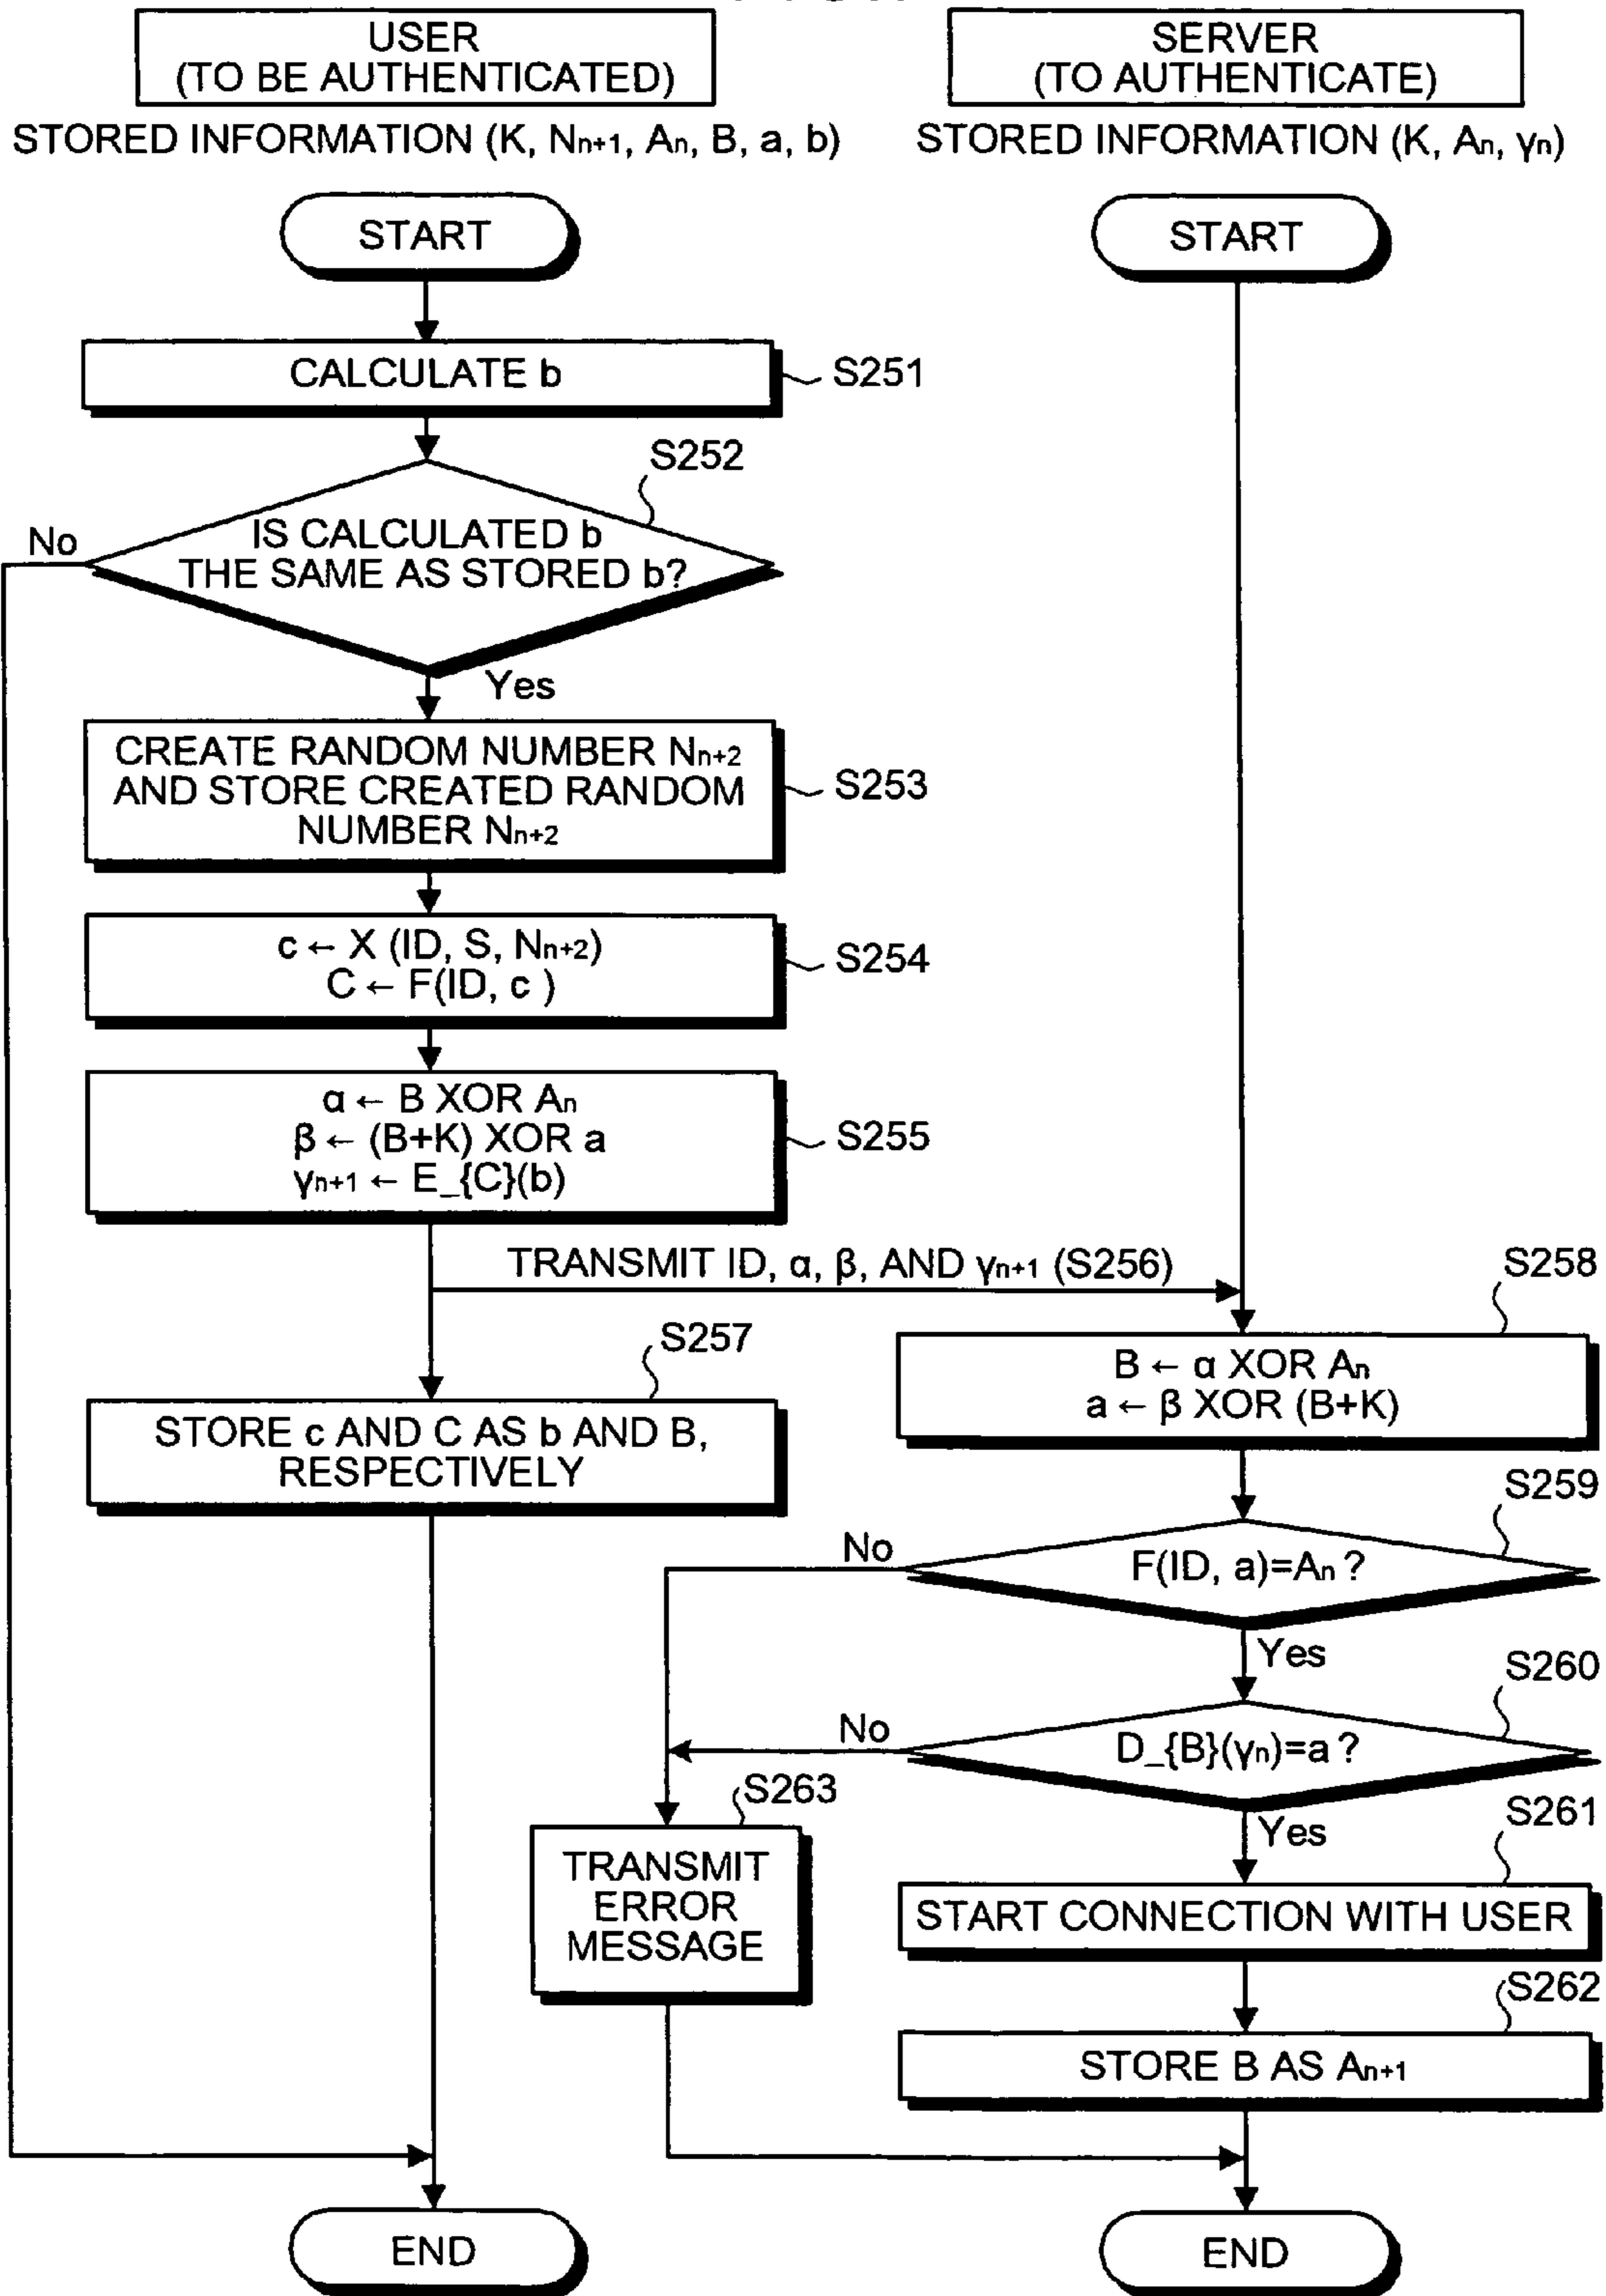 USER
(TO BE AUTHENTICATED)
SERVER
(TO AUTHENTICATE)
STORED INFORMATION (K, Nn+1, An, B, a, b)
STORED INFORMATION (K, An, γn)
START
START
CALCULATE b
S251
S252
IS CALCULATED b
THE SAME AS STORED b?
No
Yes
CREATE RANDOM NUMBER Nn+2
AND STORE CREATED RANDOM
NUMBER Nn+2
S253
c ← X (ID, S, Nn+2)
C ← F(ID, c )
S254
α ← B XOR An
β ← (B+K) XOR a
γn+1 ← E_{C}(b)
S255
TRANSMIT ID, α, β, AND γn+1 (S256)
S258
B ← α XOR An
a ← β XOR (B+K)
S257
STORE c AND C AS b AND B,
RESPECTIVELY
S259
No
F(ID, a)=An ?
Yes
S260
No
D_{B}(γn)=a ?
Yes
S263
TRANSMIT
ERROR
MESSAGE
S261
START CONNECTION WITH USER
S262
STORE B AS An+1
END
END